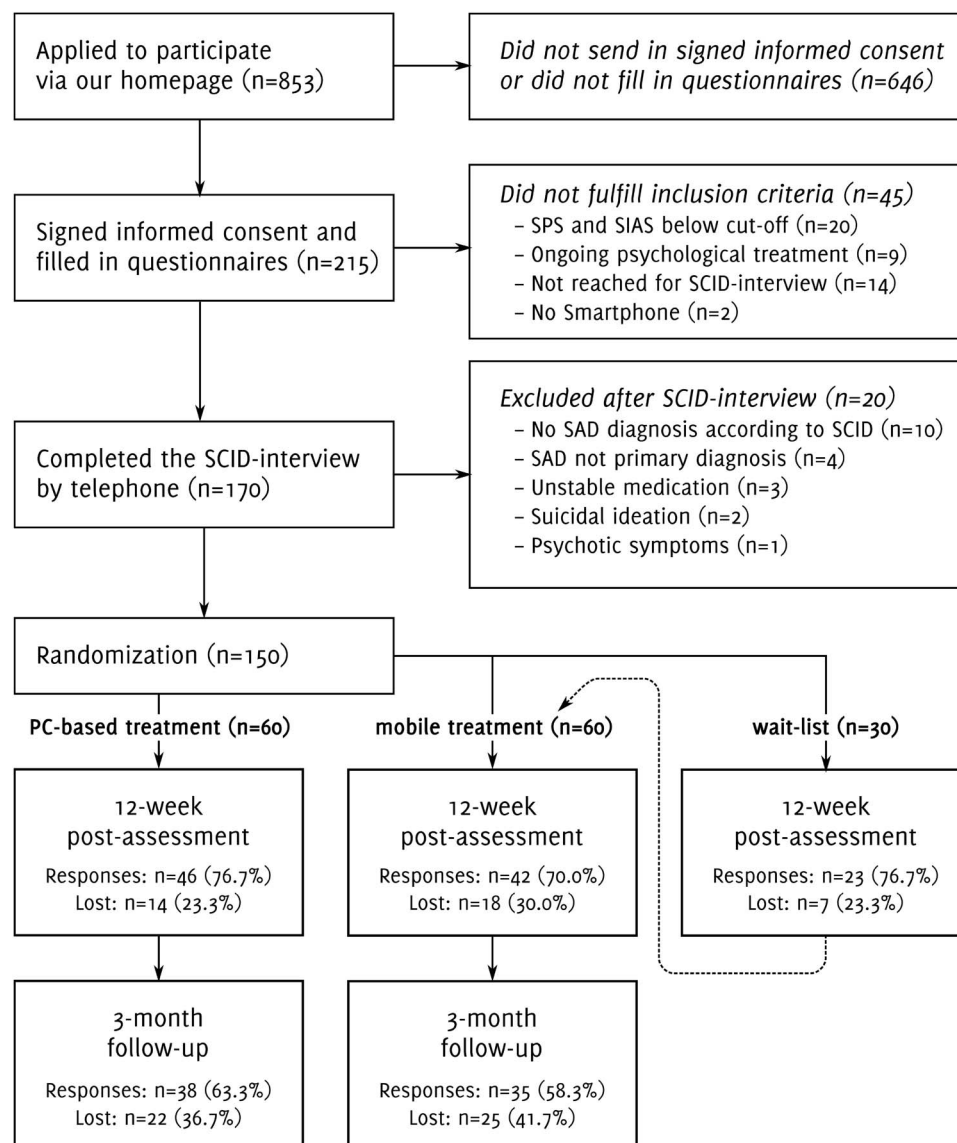 Applied to participate
via our homepage (n=853)
Did not send in signed informed consent
or did not fill in questionnaires (n=646)
Signed informed consent and
filled in questionnaires (n=215)
Did not fulfill inclusion criteria (n=45)
– SPS and SIAS below cut-off (n=20)
– Ongoing psychological treatment (n=9)
– Not reached for SCID-interview (n=14)
– No Smartphone (n=2)
Completed the SCID-interview
by telephone (n=170)
Excluded after SCID-interview (n=20)
– No SAD diagnosis according to SCID (n=10)
– SAD not primary diagnosis (n=4)
– Unstable medication (n=3)
– Suicidal ideation (n=2)
– Psychotic symptoms (n=1)
Randomization (n=150)
PC-based treatment (n=60)
mobile treatment (n=60)
wait-list (n=30)
12-week
post-assessment
Responses: n=46 (76.7%)
Lost: n=14 (23.3%)
12-week
post-assessment
Responses: n=42 (70.0%)
Lost: n=18 (30.0%)
12-week
post-assessment
Responses: n=23 (76.7%)
Lost: n=7 (23.3%)
3-month
follow-up
Responses: n=38 (63.3%)
Lost: n=22 (36.7%)
3-month
follow-up
Responses: n=35 (58.3%)
Lost: n=25 (41.7%)